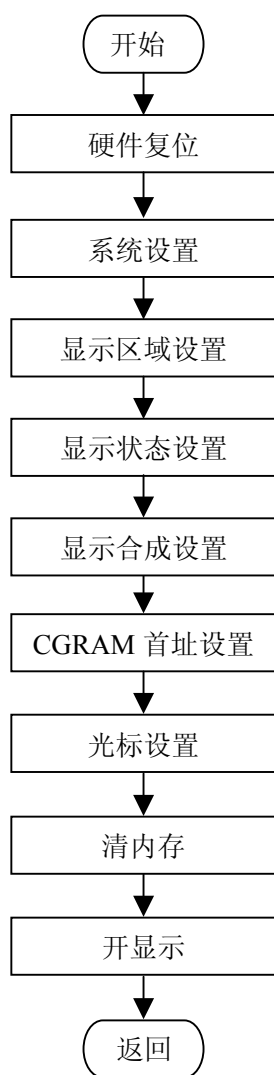 开始
硬件复位
系统设置
显示区域设置
显示状态设置
显示合成设置
CGRAM 首址设置
光标设置
清内存
开显示
返回